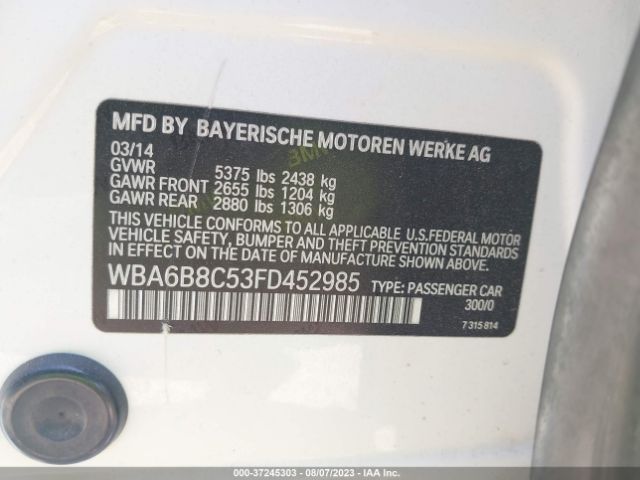 MFD BY BAYERISCHE MOTOREN WERKE AG
03/14
GVWR 5375 lbs 2438 kg
GAWR FRONT 2655 lbs 1204 kg
GAWR REAR 2880 lbs 1306 kg
THIS VEHICLE CONFORMS TO ALL APPLICABLE U.S.FEDERAL MOTOR
VEHICLE SAFETY, BUMPER AND THEFT PREVENTION STANDARDS
IN EFFECT ON THE DATE OF MANUFACTURE SHOWN ABOVE.
WBA6B8C53FD452985 TYPE: PASSENGER CAR
300/0
7 315 814
000-37245303 - 08/07/2023 - IAA Inc.